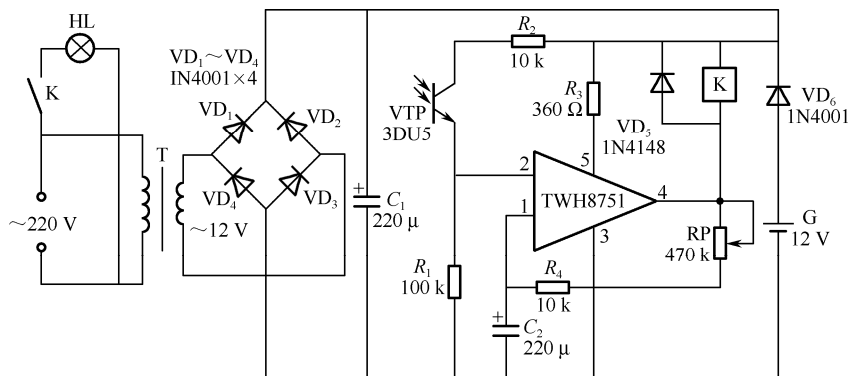 HL
K
~220 V
T
~12 V
VD1~VD4
IN4001×4
VD1
VD2
VD4
VD3
+
C1
220 μ
R2
10 k
VTP
3DU5
R1
100 k
R3
360 Ω
VD5
1N4148
K
VD6
1N4001
2
1
5
TWH8751
4
3
RP
470 k
G
12 V
R4
10 k
+
C2
220 μ